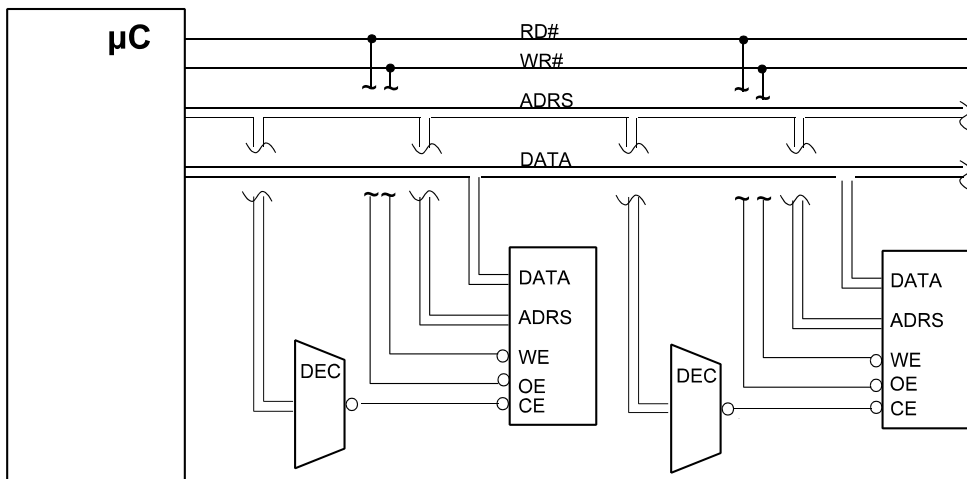 µC
RD#
WR#
ADRS
DATA
DATA
ADRS
WE
OE
CE
DEC
DATA
ADRS
WE
OE
CE
DEC